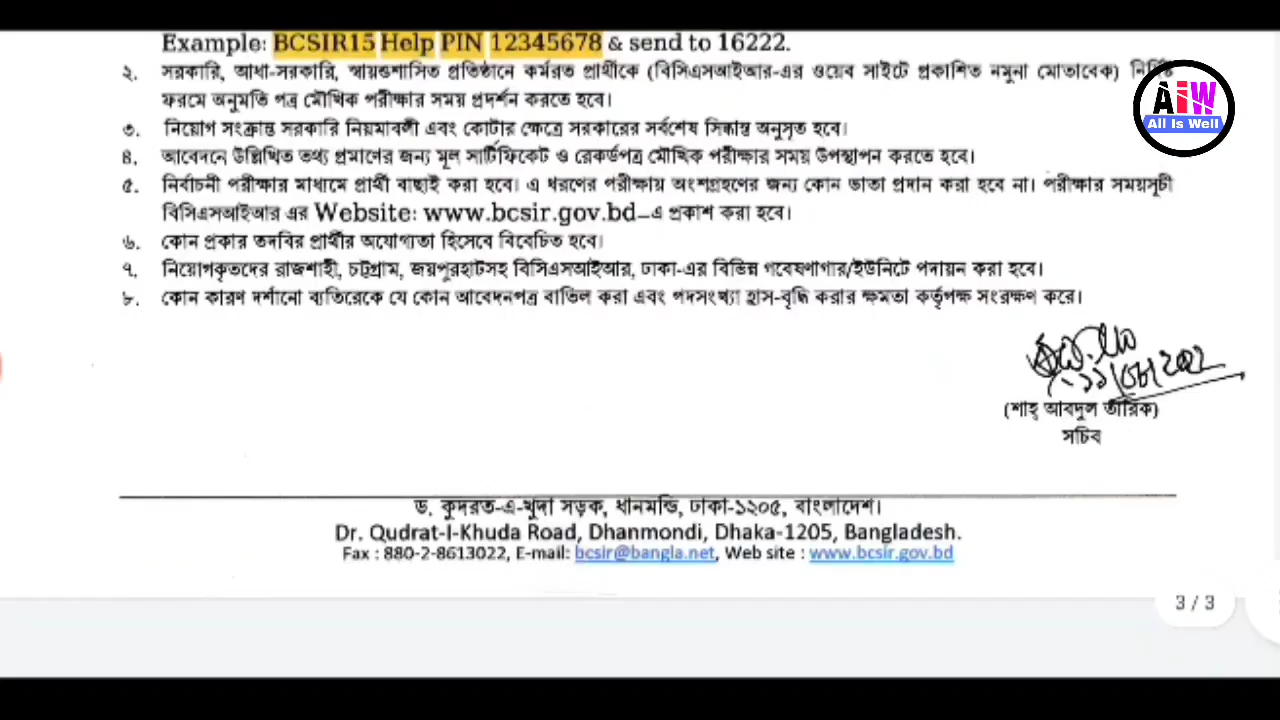 Example: BCSIR15 Help PIN 12345678 & send to 16222.
২. সরকারি, আধা-সরকারি, স্বায়ত্তশাসিত প্রতিষ্ঠানে কর্মরত প্রার্থীকে (বিসিএসআইআর-এর ওয়েব সাইটে প্রকাশিত নমুনা মোতাবেক) নির্দিষ্ট
ফরমে অনুমতি পত্র মৌখিক পরীক্ষার সময় প্রদর্শন করতে হবে।
AiW
All Is Well
৩. নিয়োগ সংক্রান্ত সরকারি নিয়মাবলী এবং কোটার ক্ষেত্রে সরকারের সর্বশেষ সিদ্ধান্ত অনুসৃত হবে।
৪. আবেদনে উল্লিখিত তথ্য প্রমাণের জন্য মূল সার্টিফিকেট ও রেকর্ডপত্র মৌখিক পরীক্ষার সময় উপস্থাপন করতে হবে।
৫. নির্বাচনী পরীক্ষার মাধ্যমে প্রার্থী বাছাই করা হবে। এ ধরণের পরীক্ষায় অংশগ্রহণের জন্য কোন ভাতা প্রদান করা হবে না। পরীক্ষার সময়সূচী
বিসিএসআইআর এর Website: www.bcsir.gov.bd–এ প্রকাশ করা হবে।
৬. কোন প্রকার তদবির প্রার্থীর অযোগ্যতা হিসেবে বিবেচিত হবে।
৭. নিয়োগকৃতদের রাজশাহী, চট্টগ্রাম, জয়পুরহাটসহ বিসিএসআইআর, ঢাকা-এর বিভিন্ন গবেষণাগার/ইউনিটে পদায়ন করা হবে।
৮. কোন কারণ দর্শানো ব্যতিরেকে যে কোন আবেদনপত্র বাতিল করা এবং পদসংখ্যা হ্রাস-বৃদ্ধি করার ক্ষমতা কর্তৃপক্ষ সংরক্ষণ করে।
(শাহ্ আবদুল তারিক)
সচিব
ড. কুদরত-এ-খুদা সড়ক, ধানমন্ডি, ঢাকা-১২০৫, বাংলাদেশ।
Dr. Qudrat-I-Khuda Road, Dhanmondi, Dhaka-1205, Bangladesh.
Fax : 880-2-8613022, E-mail: bcsir@bangla.net, Web site : www.bcsir.gov.bd
3 / 3